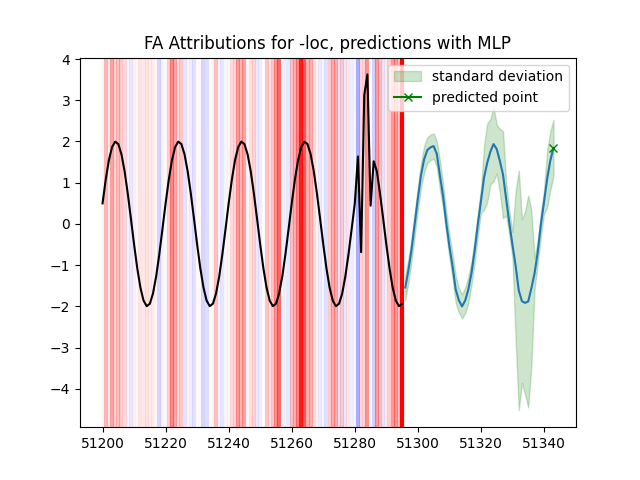 FA Attributions for -loc, predictions with MLP
4
3
2
1
0
−1
−2
−3
−4
standard deviation
predicted point
51200 51220 51240 51260 51280 51300 51320 51340